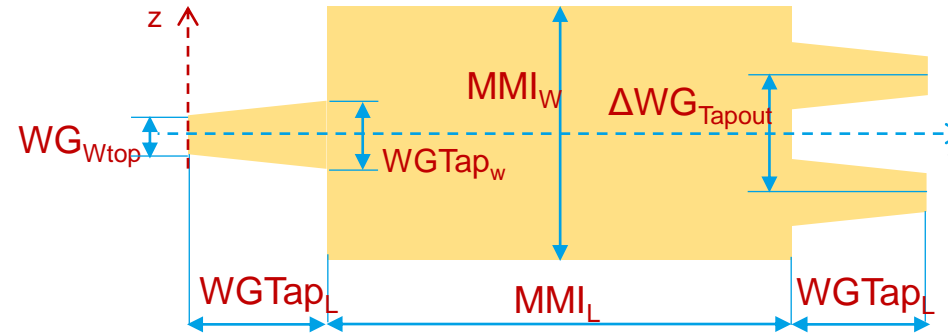 z
MMI_W
ΔWG_Tapout
WG_Wtop
WGTap_w
WGTap_L
MMI_L
WGTap_L